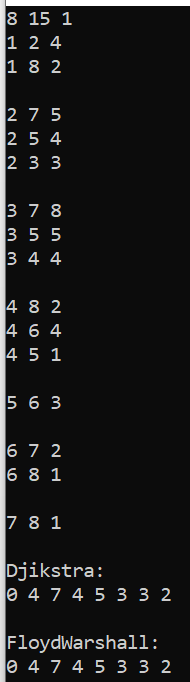 8 15 1
1 2 4
1 8 2

2 7 5
2 5 4
2 3 3

3 7 8
3 5 5
3 4 4

4 8 2
4 6 4
4 5 1

5 6 3

6 7 2
6 8 1

7 8 1

Djikstra:
0 4 7 4 5 3 3 2

FloydWarshall:
0 4 7 4 5 3 3 2